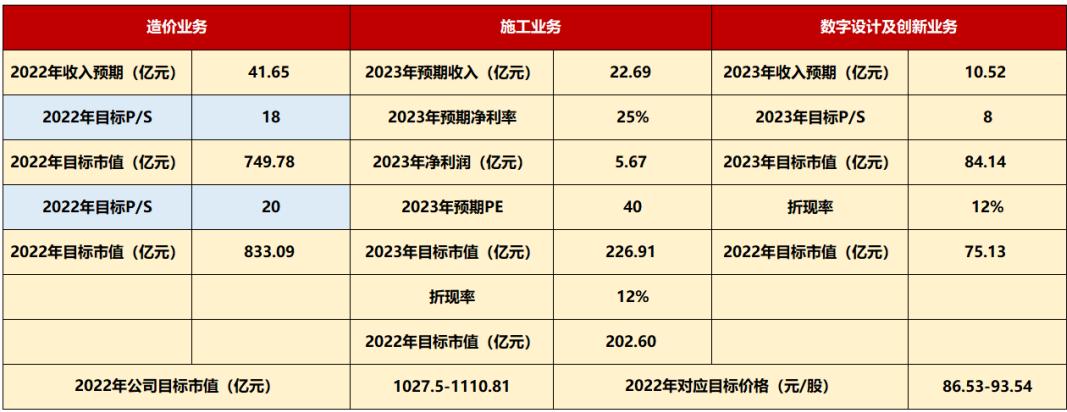 造价业务 施工业务 数字设计及创新业务
2022年收入预期（亿元） 41.65 2023年预期收入（亿元） 22.69 2023年收入预期（亿元） 10.52
2022年目标P/S 18 2023年预期净利率 25% 2023年目标P/S 8
2022年目标市值（亿元） 749.78 2023年净利润（亿元） 5.67 2023年目标市值（亿元） 84.14
2022年目标P/S 20 2023年预期PE 40 折现率 12%
2022年目标市值（亿元） 833.09 2023年目标市值（亿元） 226.91 2022年目标市值（亿元） 75.13
折现率 12%
2022年目标市值（亿元） 202.60
2022年公司目标市值（亿元） 1027.5-1110.81 2022年对应目标价格（元/股） 86.53-93.54